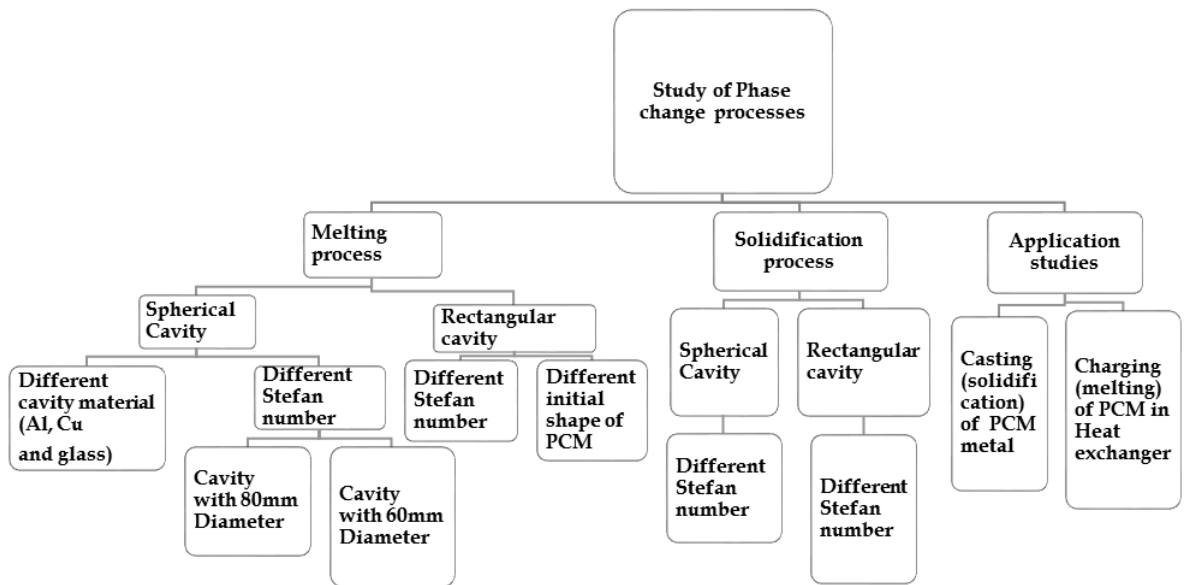 Study of Phase
change processes
Melting
process
Solidification
process
Application
studies
Spherical
Cavity
Rectangular
cavity
Spherical
Cavity
Rectangular
cavity
Casting
(solidifi
cation)
of PCM
metal
Charging
(melting)
of PCM in
Heat
exchanger
Different
cavity material
(Al, Cu
and glass)
Different
Stefan
number
Different
Stefan
number
Different
initial
shape of
PCM
Different
Stefan
number
Different
Stefan
number
Cavity
with 80mm
Diameter
Cavity
with 60mm
Diameter